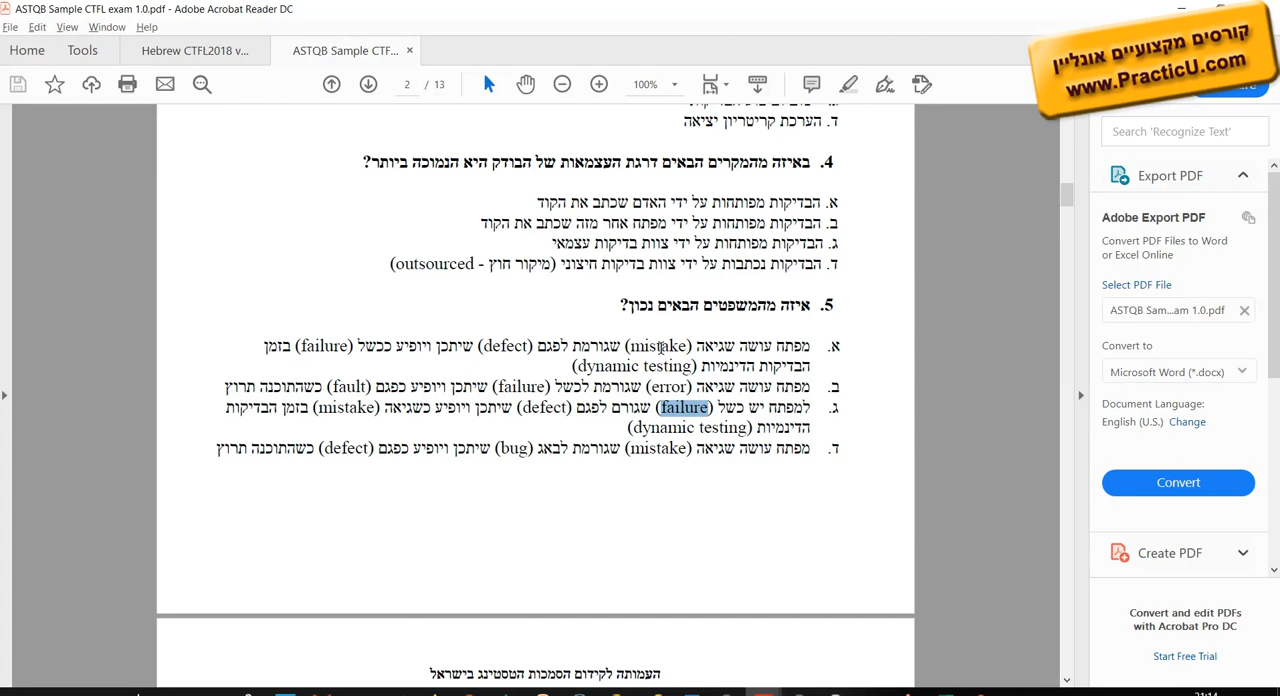 ASTQB Sample CTFL exam 1.0.pdf - Adobe Acrobat Reader DC
File Edit View Window Help
Home Tools Hebrew CTFL2018 v... ASTQB Sample CTF... ×
2 / 13 100%
קורסים מקצועיים אונליין
www.PracticU.com
ד. הערכת קריטריון יציאה
4. באיזה מהמקרים הבאים דרגת העצמאות של הבודק היא הנמוכה ביותר?
א. הבדיקות מפותחות על ידי האדם שכתב את הקוד
ב. הבדיקות מפותחות על ידי מפתח אחר מזה שכתב את הקוד
ג. הבדיקות מפותחות על ידי צוות בדיקות עצמאי
ד. הבדיקות נכתבות על ידי צוות בדיקות חיצוני (מיקור חוץ - outsourced)
5. איזה מהמשפטים הבאים נכון?
א. מפתח עושה שגיאה (mistake) שגורמת לפגם (defect) שיתכן ויופיע ככשל (failure) בזמן
הבדיקות הדינמיות (dynamic testing)
ב. מפתח עושה שגיאה (error) שגורמת לכשל (failure) שיתכן ויופיע כפגם (fault) כשהתוכנה תרוץ
ג. למפתח יש כשל (failure) שגורם לפגם (defect) שיתכן ויופיע כשגיאה (mistake) בזמן הבדיקות
הדינמיות (dynamic testing)
ד. מפתח עושה שגיאה (mistake) שגורמת לבאג (bug) שיתכן ויופיע כפגם (defect) כשהתוכנה תרוץ
העמותה לקידום הסמכות הטסטינג בישראל
Search 'Recognize Text'
Export PDF
Adobe Export PDF
Convert PDF Files to Word
or Excel Online
Select PDF File
ASTQB Sam...am 1.0.pdf ×
Convert to
Microsoft Word (*.docx)
Document Language:
English (U.S.) Change
Convert
Create PDF
Convert and edit PDFs
with Acrobat Pro DC
Start Free Trial